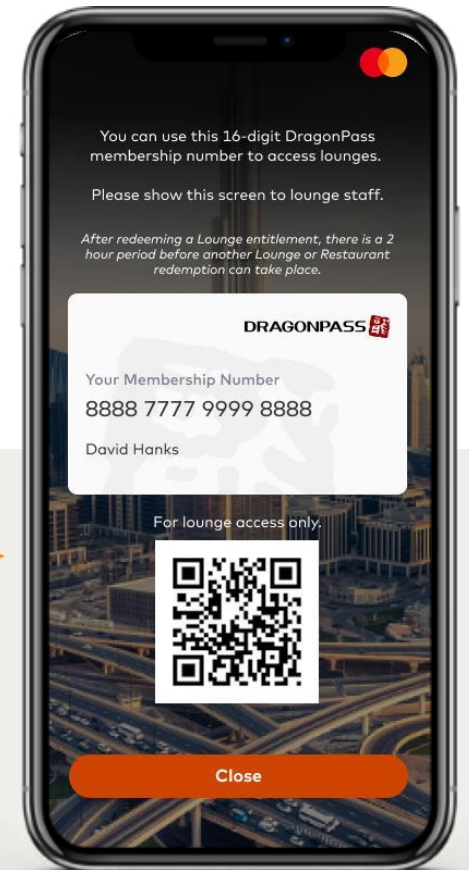 You can use this 16-digit DragonPass
membership number to access lounges.
Please show this screen to lounge staff.
After redeeming a Lounge entitlement, there is a 2
hour period before another Lounge or Restaurant
redemption can take place.
DRAGONPASS
Your Membership Number
8888 7777 9999 8888
David Hanks
For lounge access only.
Close